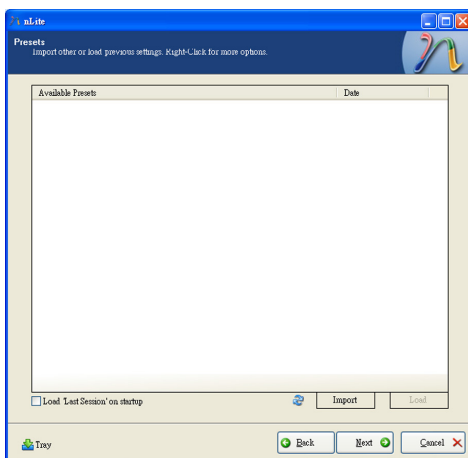 nLite
Presets
Import other or load previous settings. Right-Click for more options.
Available Presets Date
Load 'Last Session' on startup
Import Load
Tray
Back Next Cancel